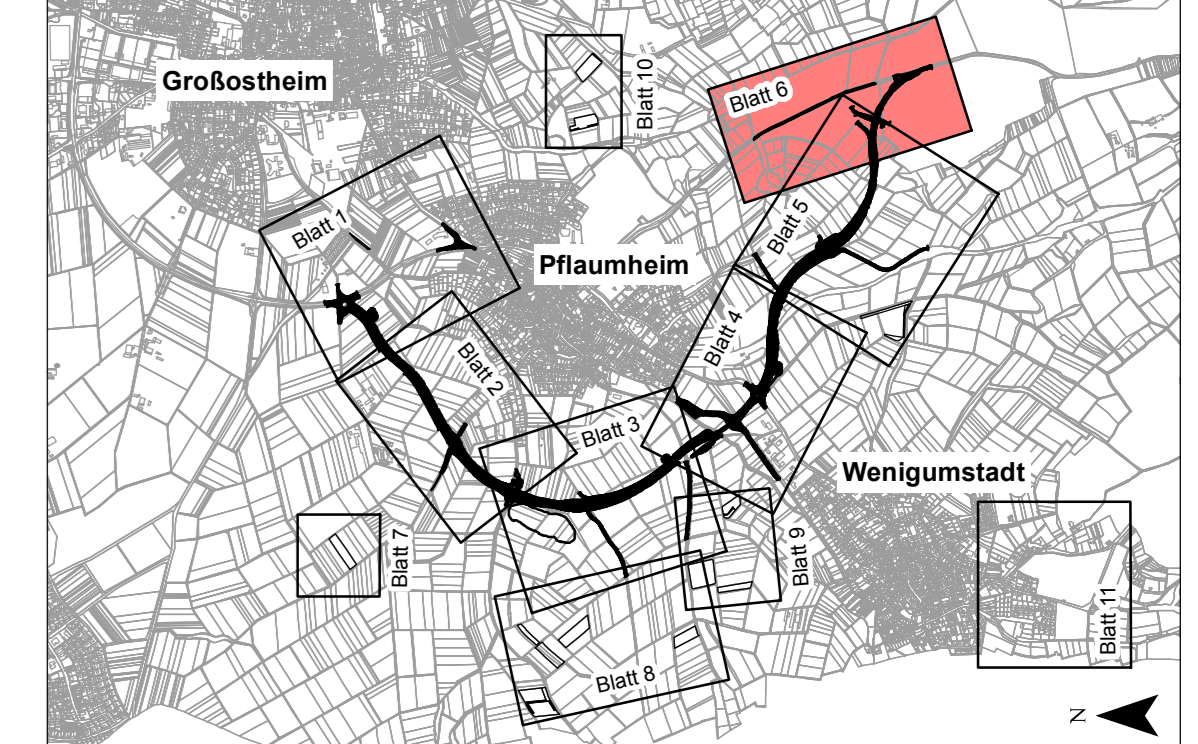 Großostheim
Blatt 10
Blatt 6
Blatt 1
Blatt 5
Pflaumheim
Blatt 4
Blatt 2
Blatt 3
Wenigumstadt
Blatt 7
Blatt 9
Blatt 11
Blatt 8
N